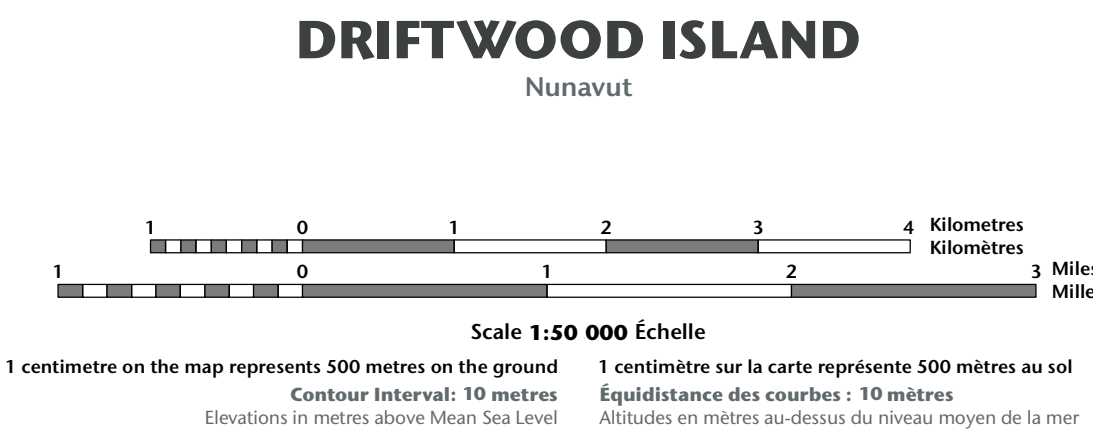 DRIFTWOOD ISLAND
Nunavut
1 0 1 2 3 4 Kilometres
Kilomètres
1 0 1 2 3 Miles
Mille
Scale 1:50 000 Échelle
1 centimetre on the map represents 500 metres on the ground
1 centimètre sur la carte représente 500 mètres au sol
Contour Interval: 10 metres
Équidistance des courbes : 10 mètres
Elevations in metres above Mean Sea Level
Altitudes en mètres au-dessus du niveau moyen de la mer